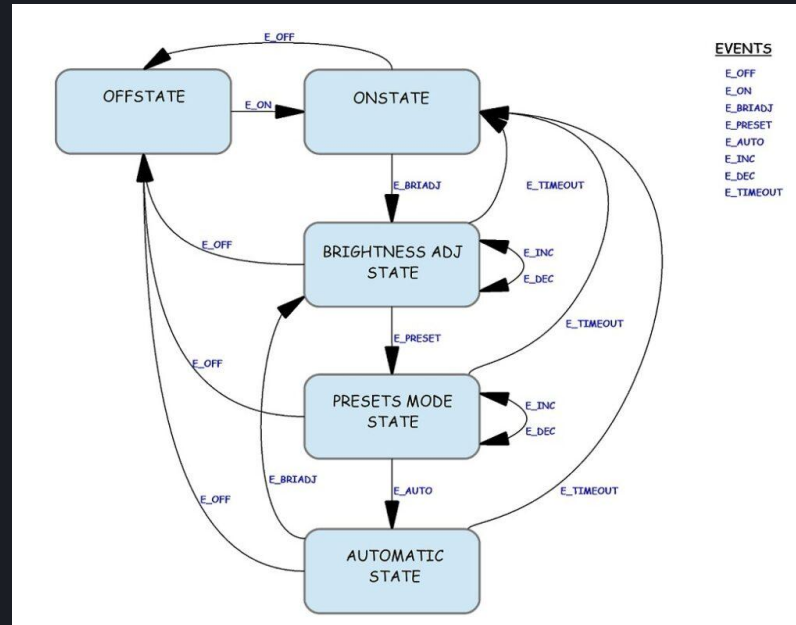 E_OFF
OFFSTATE
E_ON
ONSTATE
EVENTS
E_OFF
E_ON
E_BRIADJ
E_PRESET
E_AUTO
E_INC
E_DEC
E_TIMEOUT
E_BRIADJ
E_TIMEOUT
E_OFF
BRIGHTNESS ADJ
STATE
E_INC
E_DEC
E_PRESET
E_TIMEOUT
E_OFF
PRESETS MODE
STATE
E_INC
E_DEC
E_BRIADJ
E_AUTO
E_TIMEOUT
E_OFF
AUTOMATIC
STATE